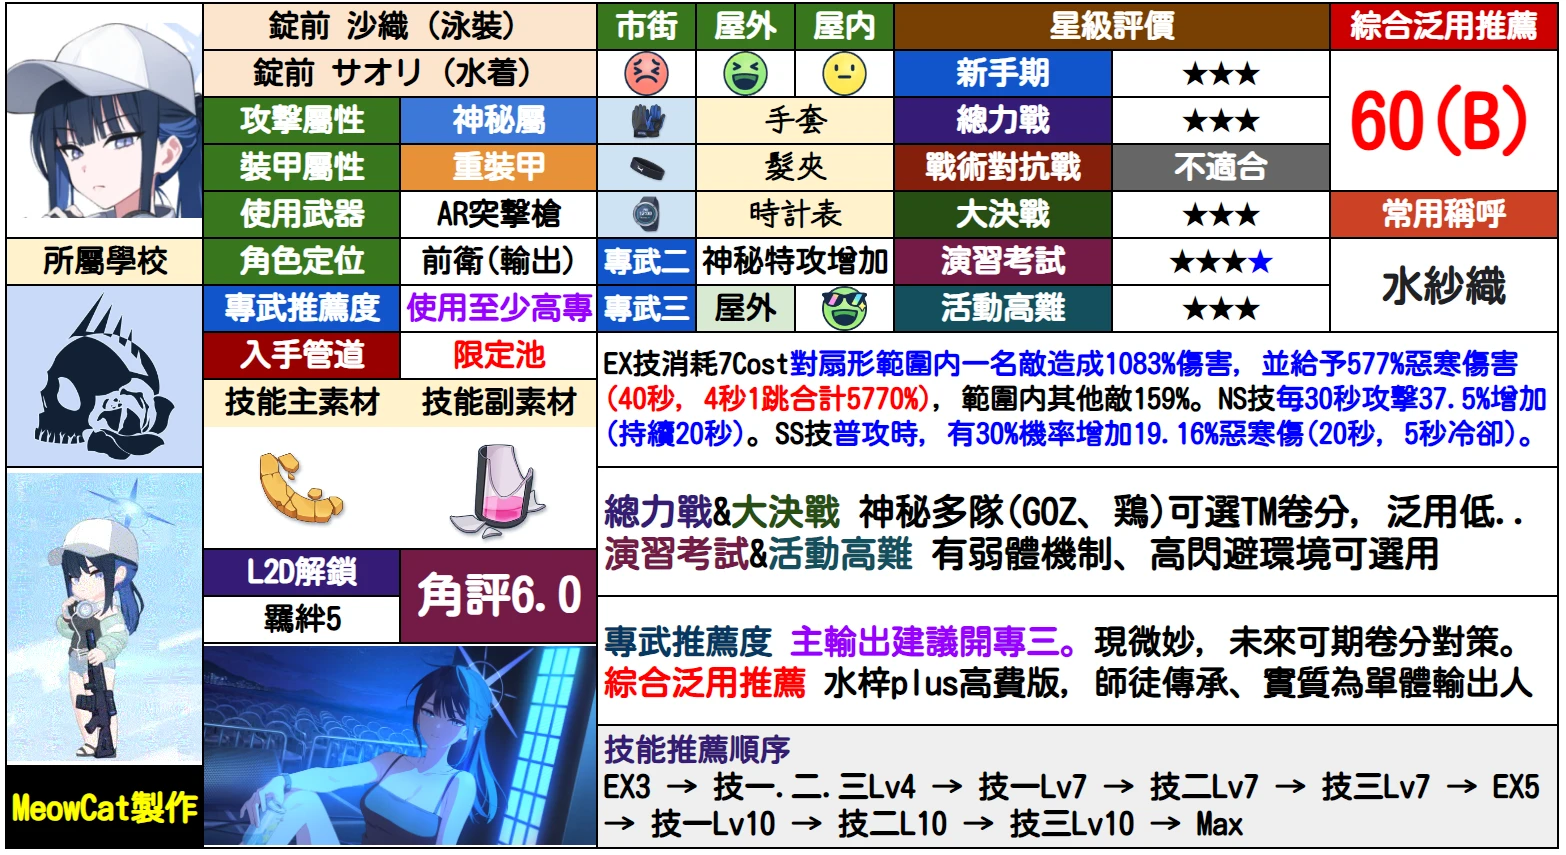 錠前 沙織（泳裝）
錠前 サオリ（水着）
市街 屋外 屋内
星級評價
綜合泛用推薦
新手期 ★★★
60(B)
攻擊屬性 神秘屬
手套
總力戰 ★★★
裝甲屬性 重裝甲
髮夾
戰術對抗戰 不適合
使用武器 AR突擊槍
時計表
大決戰 ★★★
常用稱呼
所屬學校
角色定位 前衛(輸出)
專武二 神秘特攻增加
演習考試 ★★★★
水紗織
專武推薦度 使用至少高專
專武三 屋外
活動高難 ★★★
入手管道 限定池
技能主素材 技能副素材
EX技消耗7Cost對扇形範圍内一名敵造成1083%傷害，並給予577%惡寒傷害
(40秒，4秒1跳合計5770%)，範圍内其他敵159%。NS技每30秒攻擊37.5%增加
(持續20秒)。SS技普攻時，有30%機率增加19.16%惡寒傷(20秒，5秒冷卻)。
總力戰&大決戰 神秘多隊(GOZ、鶏)可選TM卷分，泛用低..
演習考試&活動高難 有弱體機制、高閃避環境可選用
L2D解鎖
羈絆5
角評6.0
專武推薦度 主輸出建議開專三。現微妙，未來可期卷分對策。
綜合泛用推薦 水梓plus高費版，師徒傳承、實質為單體輸出人
技能推薦順序
EX3 → 技一.二.三Lv4 → 技一Lv7 → 技二Lv7 → 技三Lv7 → EX5
→ 技一Lv10 → 技二L10 → 技三Lv10 → Max
MeowCat製作